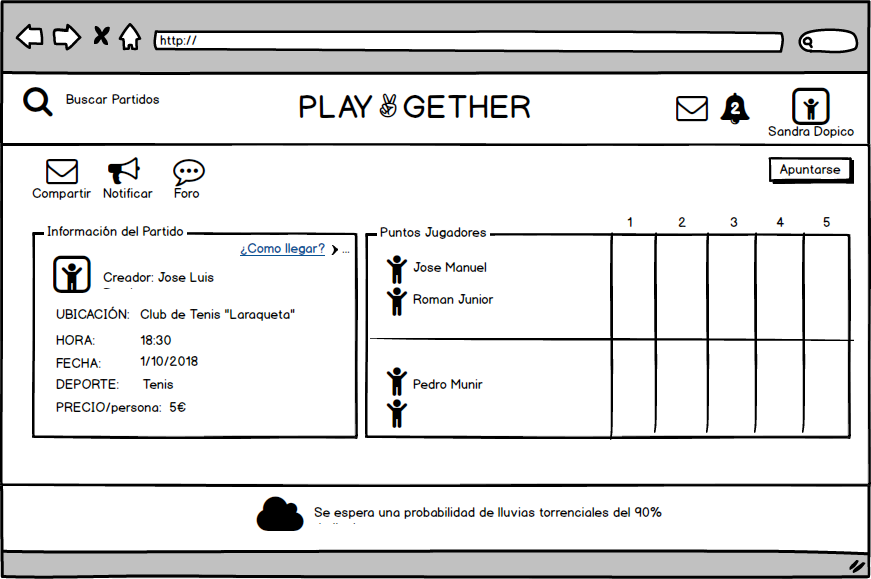 http://
Buscar Partidos
PLAY GETHER
2
Sandra Dopico
Compartir
Notificar
Foro
Apuntarse
Información del Partido
¿Como llegar?
...
Creador: Jose Luis
UBICACIÓN: Club de Tenis "Laraqueta"
HORA: 18:30
FECHA: 1/10/2018
DEPORTE: Tenis
PRECIO/persona: 5€
Puntos Jugadores
1 2 3 4 5
Jose Manuel
Roman Junior
Pedro Munir
Se espera una probabilidad de lluvias torrenciales del 90%